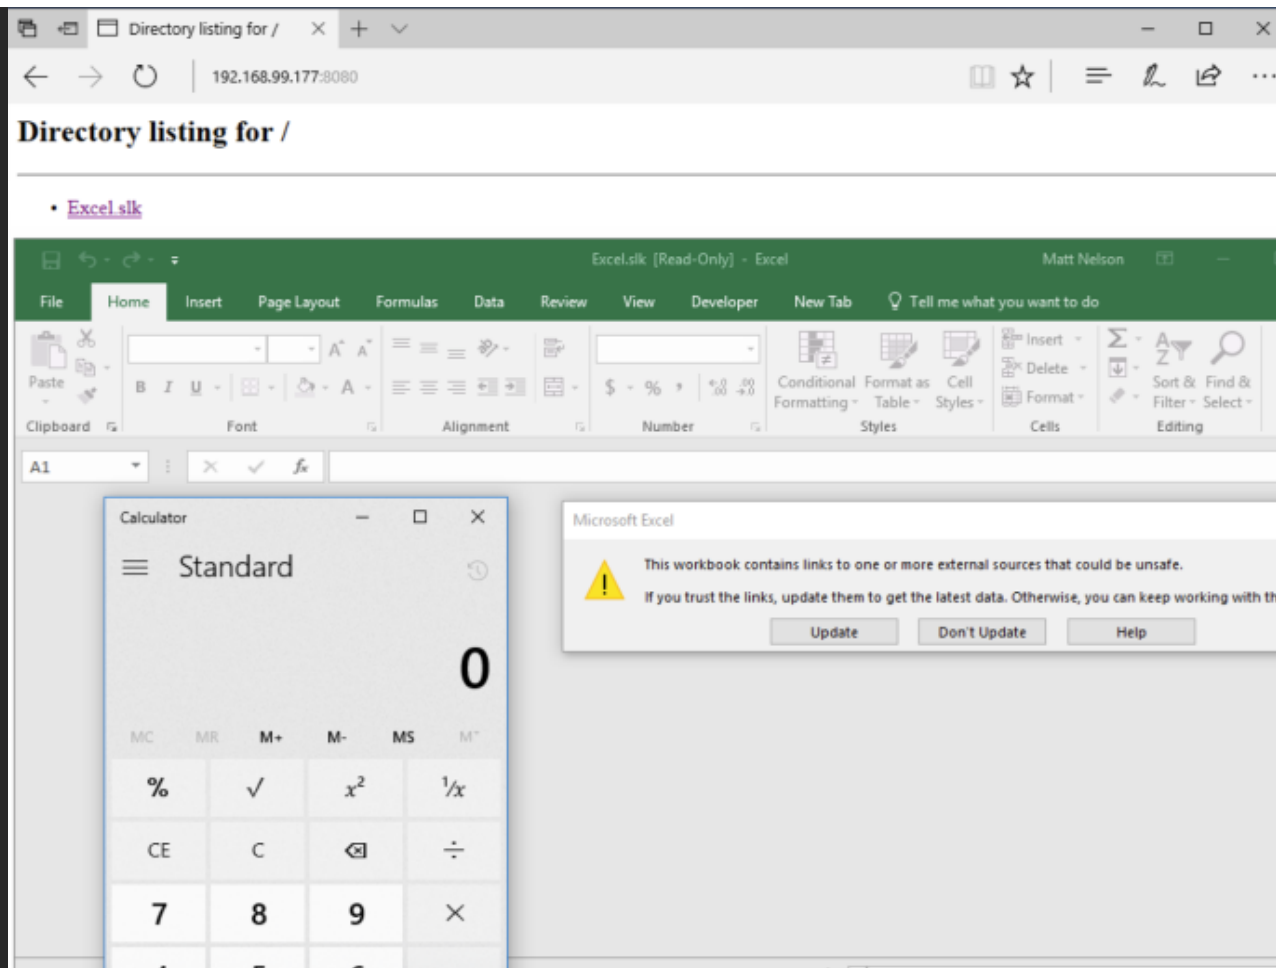 Directory listing for /
192.168.99.177:8080
Directory listing for /
• Excel.slk
Excel.slk [Read-Only] - Excel
Matt Nelson
File Home Insert Page Layout Formulas Data Review View Developer New Tab Tell me what you want to do
Paste
Clipboard
B I U A
Font
Alignment
$ % ,
Number
Conditional Formatting
Format as Table
Cell Styles
Styles
Insert
Delete
Format
Cells
Sort & Filter
Find & Select
Editing
A1
fx
Calculator
Standard
0
MC MR M+ M- MS M
% √ x² ¹/x
CE C ÷
7 8 9 ×
Microsoft Excel
This workbook contains links to one or more external sources that could be unsafe.
If you trust the links, update them to get the latest data. Otherwise, you can keep working with th
Update Don't Update Help